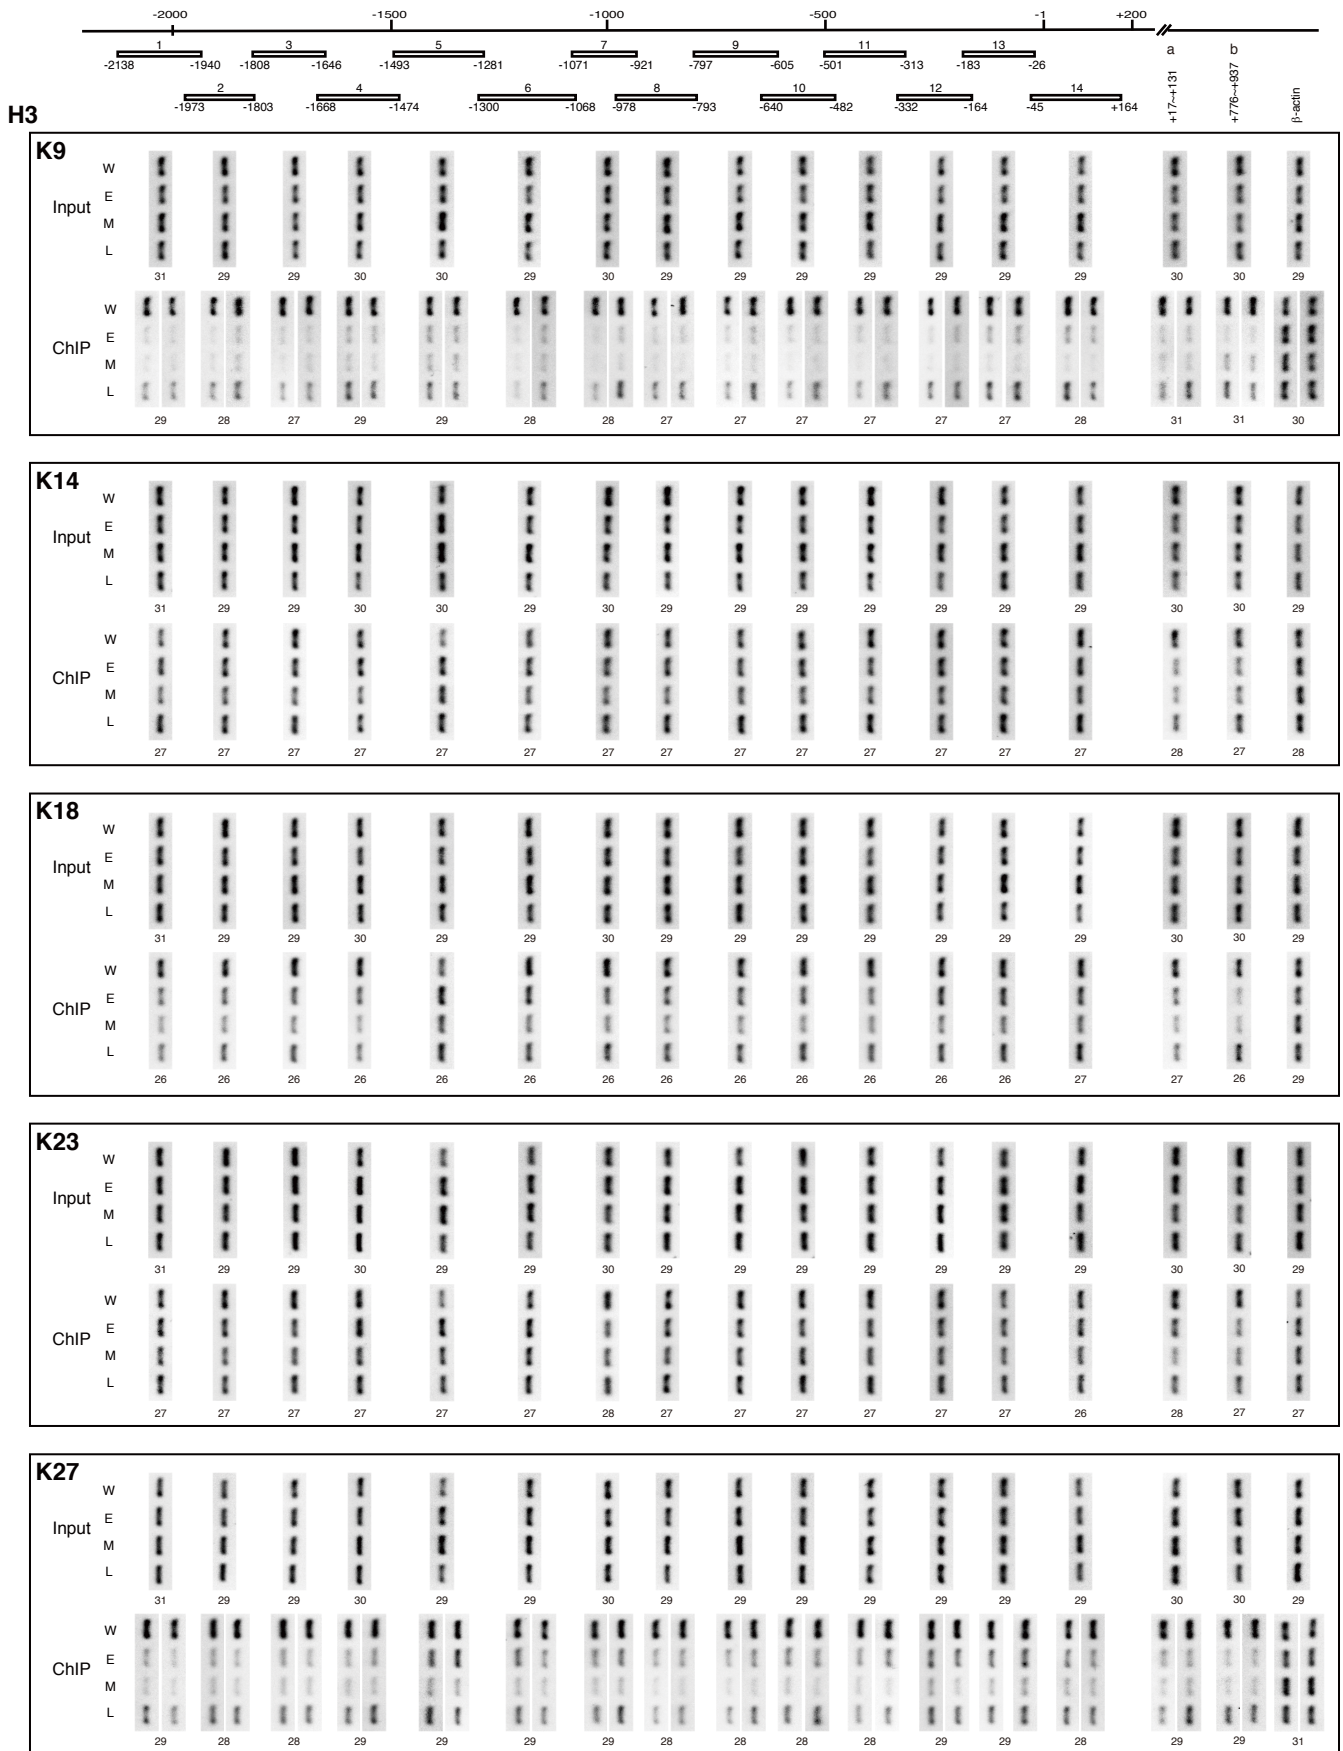 -2000 -1500 -1000 -500 -1 +200
1 3 5 7 9 11 13 a b
-2138 -1940 -1808 -1646 -1493 -1281 -1071 -921 -797 -605 -501 -313 -183 -26
2 4 6 8 10 12 14
-1973 -1803 -1668 -1474 -1300 -1068 -978 -793 -640 -482 -332 -164 -45 +164
+17~+131 +776~+937 β-actin
H3
K9
W
E
Input
M
L
31 29 29 30 30 29 30 29 29 29 29 29 29 29 30 30 29
W
E
ChIP
M
L
29 28 27 29 29 28 28 27 27 27 27 27 27 28 31 31 30
K14
W
E
Input
M
L
31 29 29 30 30 29 30 29 29 29 29 29 29 29 30 30 29
W
E
ChIP
M
L
27 27 27 27 27 27 27 27 27 27 27 27 27 27 28 27 28
K18
W
E
Input
M
L
31 29 29 30 29 29 30 29 29 29 29 29 29 29 30 30 29
W
E
ChIP
M
L
26 26 26 26 26 26 26 26 26 26 26 26 26 27 27 26 29
K23
W
E
Input
M
L
31 29 29 30 29 29 30 29 29 29 29 29 29 29 30 30 29
W
E
ChIP
M
L
27 27 27 27 27 27 28 27 27 27 27 27 27 26 28 27 27
K27
W
E
Input
M
L
31 29 29 30 29 29 30 29 29 29 29 29 29 29 30 30 29
W
E
ChIP
M
L
29 28 28 29 29 29 29 28 28 28 28 29 29 28 29 29 31